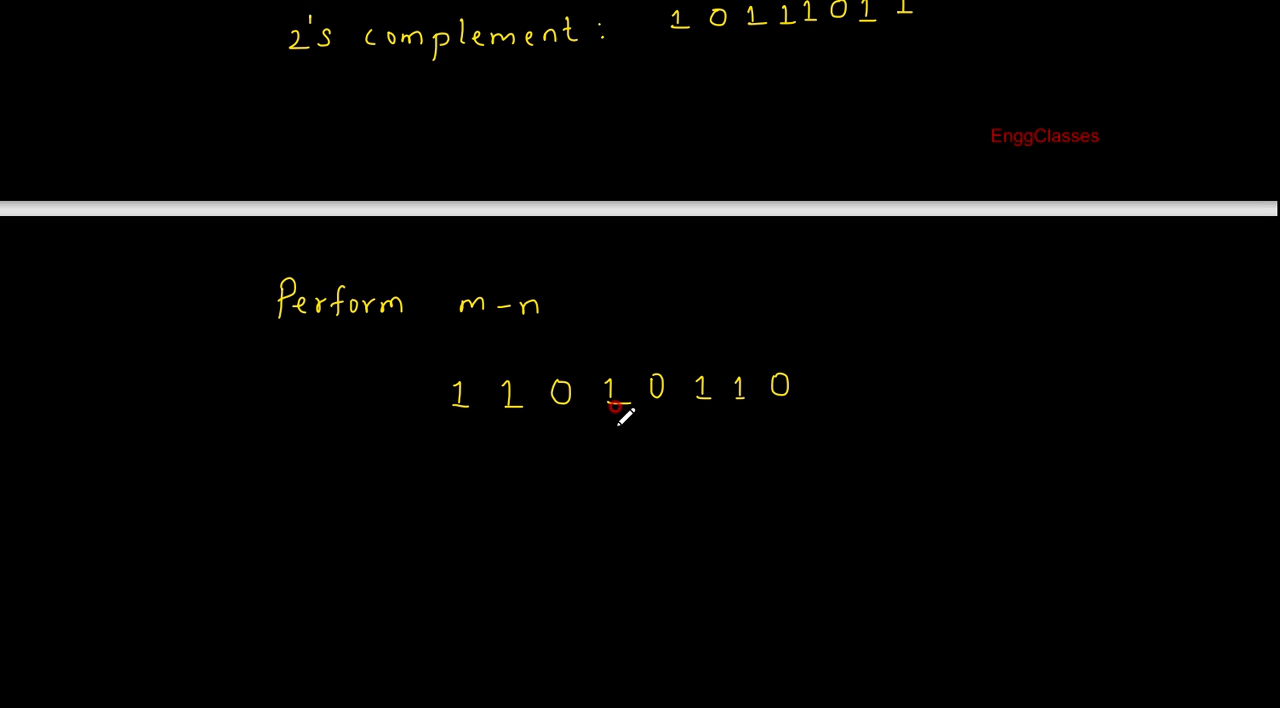 2's complement : 1 0 1 1 1 0 1 1
EnggClasses
Perform m - n
1 1 0 1 0 1 1 0